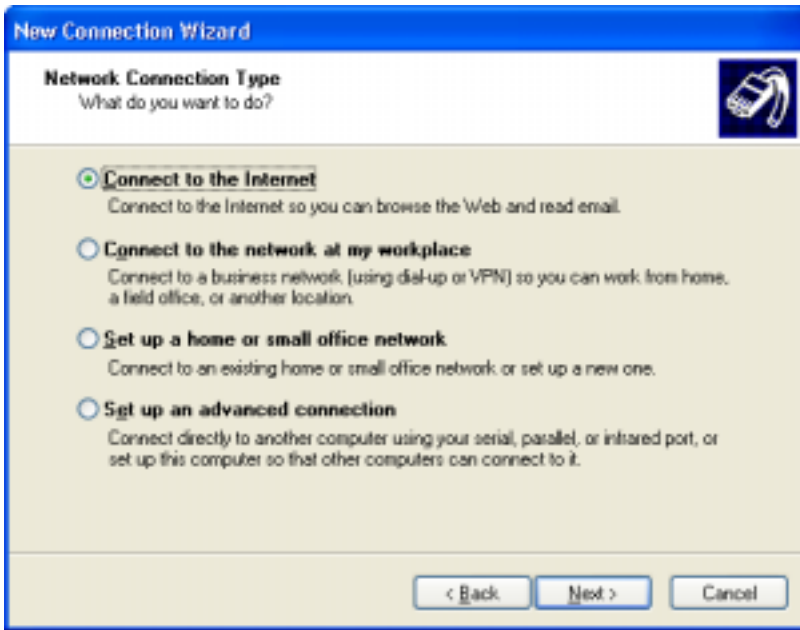 New Connection Wizard
Network Connection Type
What do you want to do?
Connect to the Internet
Connect to the Internet so you can browse the Web and read email.
Connect to the network at my workplace
Connect to a business network (using dial-up or VPN) so you can work from home,
a field office, or another location.
Set up a home or small office network
Connect to an existing home or small office network or set up a new one.
Set up an advanced connection
Connect directly to another computer using your serial, parallel, or infrared port, or
set up this computer so that other computers can connect to it.
< Back Next > Cancel